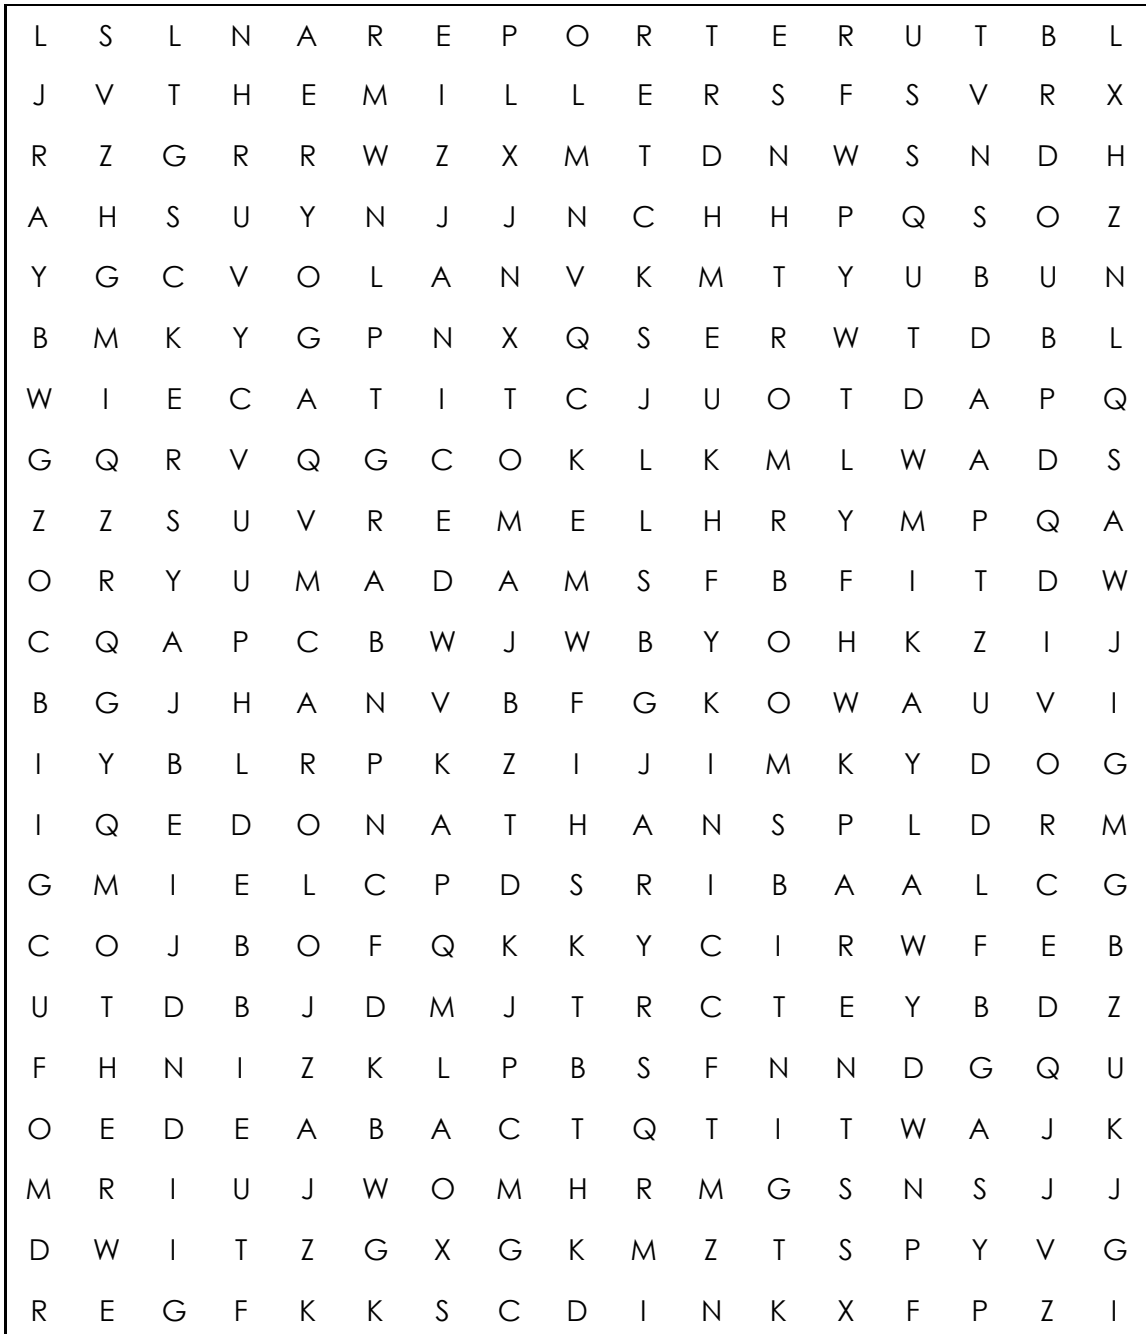 L S L N A R E P O R T E R U T B L
J V T H E M I L L E R S F S V R X
R Z G R R W Z X M T D N W S N D H
A H S U Y N J J N C H H P Q S O Z
Y G C V O L A N V K M T Y U B U N
B M K Y G P N X Q S E R W T D B L
W I E C A T I T C J U O T D A P Q
G Q R V Q G C O K L K M L W A D S
Z Z S U V R E M E L H R Y M P Q A
O R Y U M A D A M S F B F I T D W
C Q A P C B W J W B Y O H K Z I J
B G J H A N V B F G K O W A U V I
I Y B L R P K Z I J I M K Y D O G
I Q E D O N A T H A N S P L D R M
G M I E L C P D S R I B A A L C G
C O J B O F Q K K Y C I R W F E B
U T D B J D M J T R C T E Y B D Z
F H N I Z K L P B S F N N D G Q U
O E D E A B A C T Q T I T W A J K
M R I U J W O M H R M G S N S J J
D W I T Z G X G K M Z T S P Y V G
R E G F K K S C D I N K X F P Z I